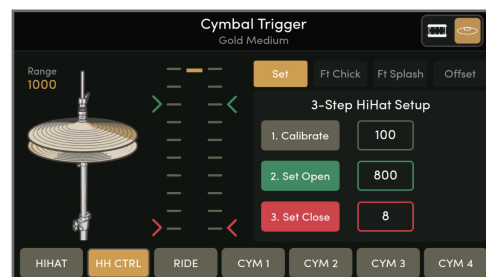 Cymbal Trigger
Gold Medium
Range
1000
Set Ft Chick Ft Splash Offset
3-Step HiHat Setup
1. Calibrate 100
2. Set Open 800
3. Set Close 8
HIHAT HH CTRL RIDE CYM 1 CYM 2 CYM 3 CYM 4